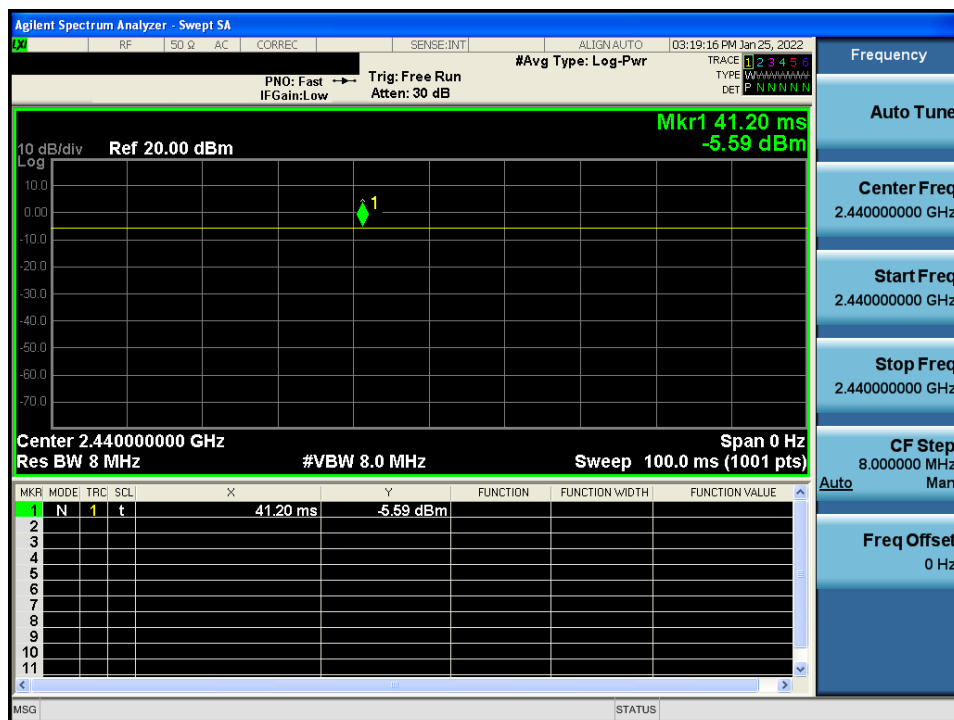 Agilent Spectrum Analyzer - Swept SA
LXI RF 50 Ω AC CORREC SENSE:INT ALIGNAUTO 03:19:16 PM Jan 25, 2022
Frequency
#Avg Type: Log-Pwr
TRACE 1 2 3 4 5 6
TYPE WWWWWW
DET P N N N N N
PNO: Fast
IFGain:Low
Trig: Free Run
Atten: 30 dB
Auto Tune
Mkr1 41.20 ms
-5.59 dBm
10 dB/div Ref 20.00 dBm
Log
10.0
0.00
-10.0
-20.0
-30.0
-40.0
-50.0
-60.0
-70.0
1
Center Freq
2.440000000 GHz
Start Freq
2.440000000 GHz
Stop Freq
2.440000000 GHz
Center 2.440000000 GHz Span 0 Hz
Res BW 8 MHz #VBW 8.0 MHz Sweep 100.0 ms (1001 pts)
CF Step
8.000000 MHz
Auto Man
MKR MODE TRC SCL X Y FUNCTION FUNCTION WIDTH FUNCTION VALUE
1 N 1 t 41.20 ms -5.59 dBm
2
3
4
5
6
7
8
9
10
11
Freq Offset
0 Hz
MSG STATUS